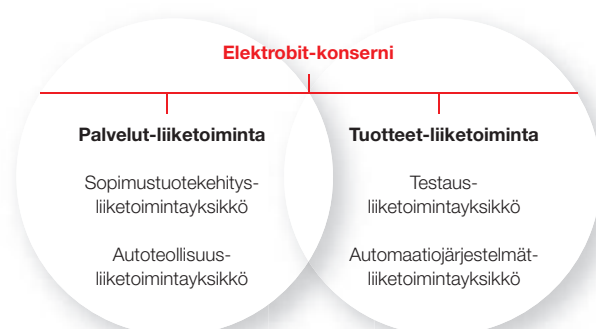 Elektrobit-konserni
Palvelut-liiketoiminta
Sopimustuotekehitys-
liiketoimintayksikkö
Autoteollisuus-
liiketoimintayksikkö
Tuotteet-liiketoiminta
Testaus-
liiketoimintayksikkö
Automaatiojärjestelmät-
liiketoimintayksikkö